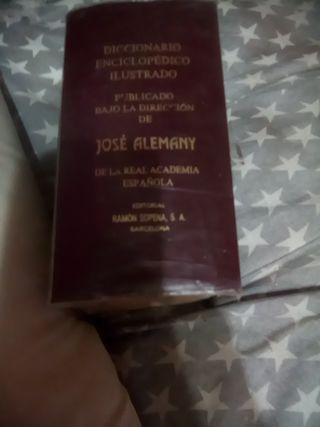 DICCIONARIO
ENCICLOPÉDICO
ILUSTRADO
PUBLICADO
BAJO LA DIRECCIÓN
DE
JOSÉ ALEMANY
DE LA REAL ACADEMIA
ESPAÑOLA
EDITORIAL
RAMÓN SOPENA, S. A.
BARCELONA